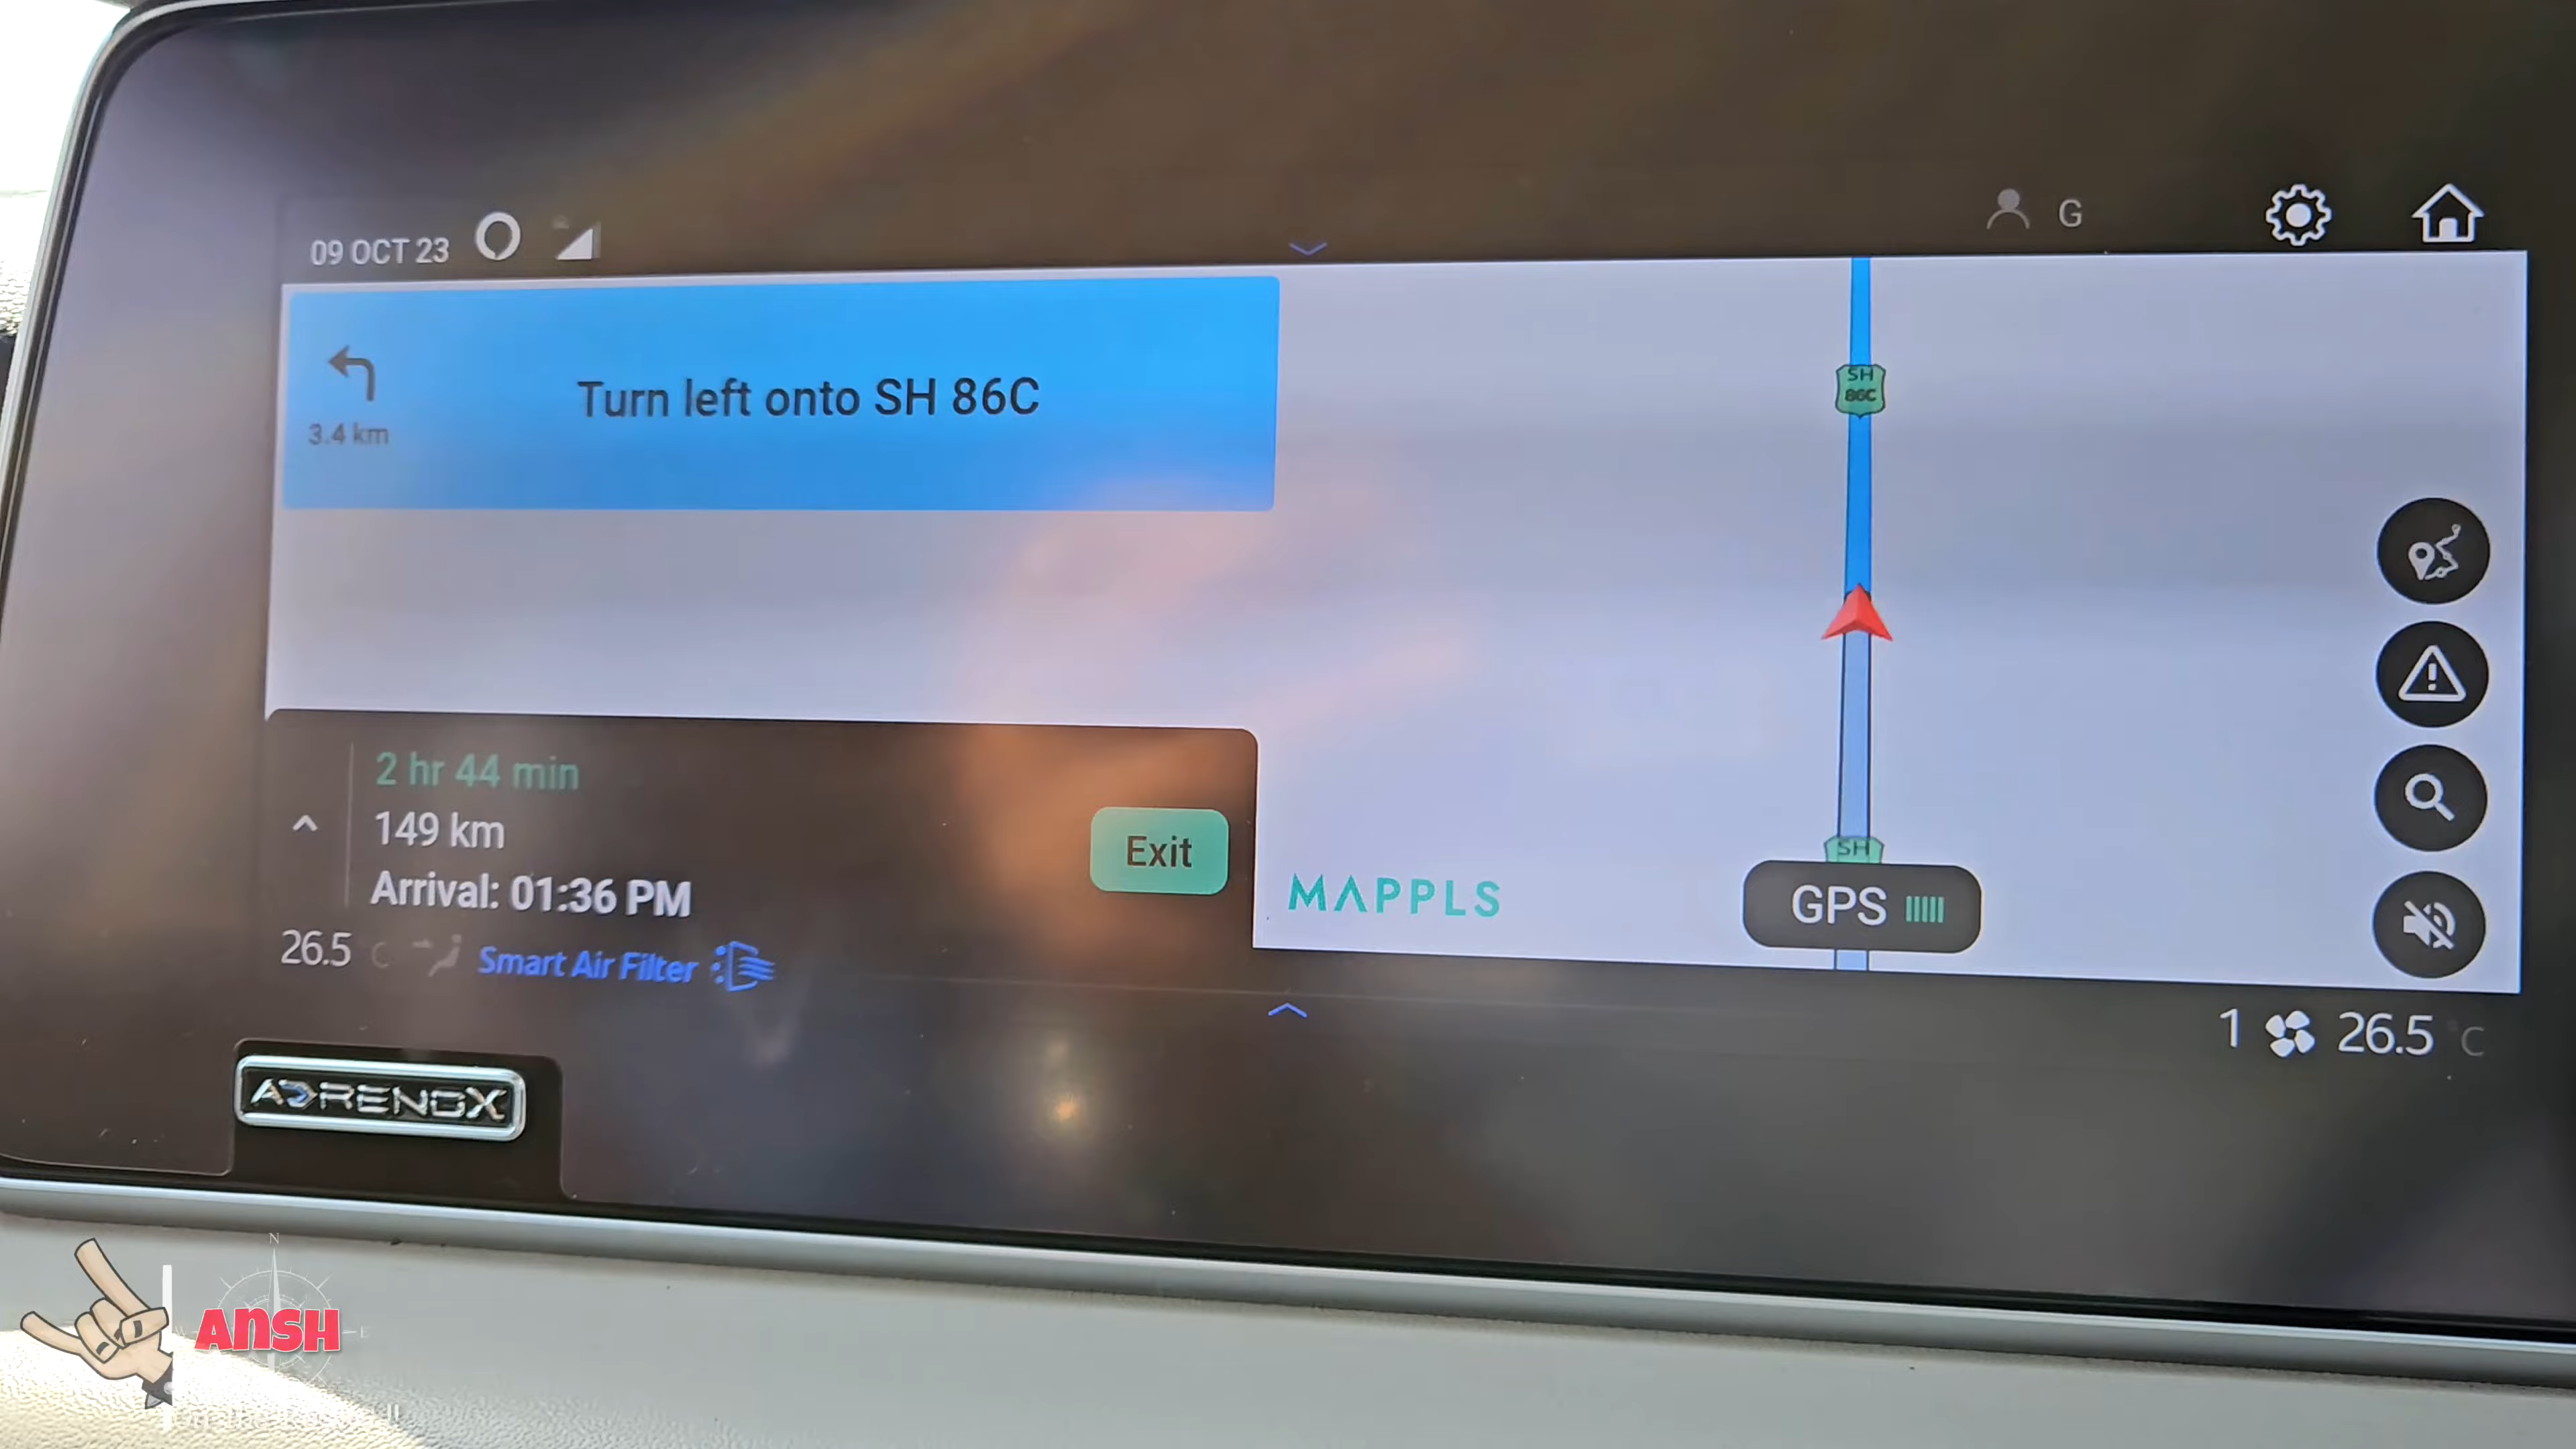 09 OCT 23
G
Turn left onto SH 86C
3.4 km
SH
86C
2 hr 44 min
149 km
Arrival: 01:36 PM
Exit
MAPPLS
SH
GPS
26.5 C
Smart Air Filter
1 26.5 °C
ADRENOX
N
E
ANSH